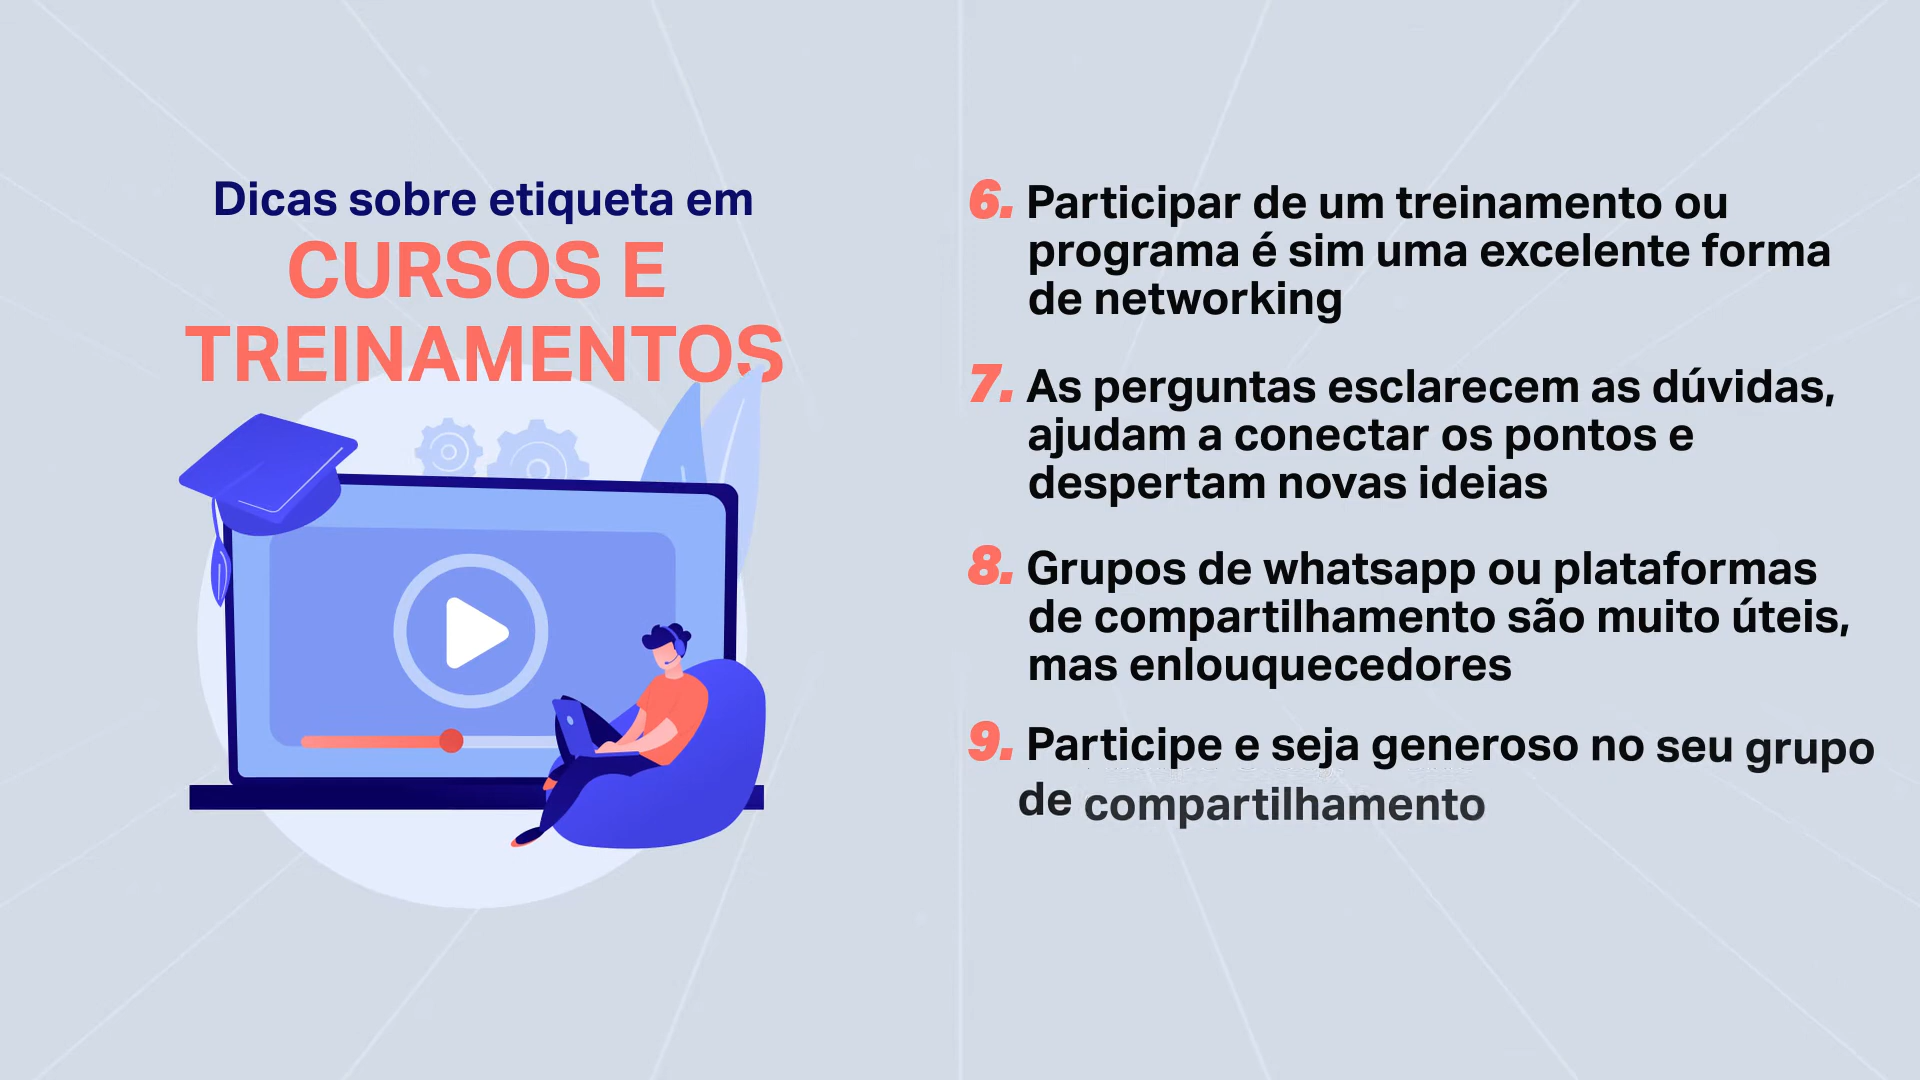 Dicas sobre etiqueta em
CURSOS E
TREINAMENTOS
6. Participar de um treinamento ou
programa é sim uma excelente forma
de networking
7. As perguntas esclarecem as dúvidas,
ajudam a conectar os pontos e
despertam novas ideias
8. Grupos de whatsapp ou plataformas
de compartilhamento são muito úteis,
mas enlouquecedores
9. Participe e seja generoso no seu grupo
de compartilhamento